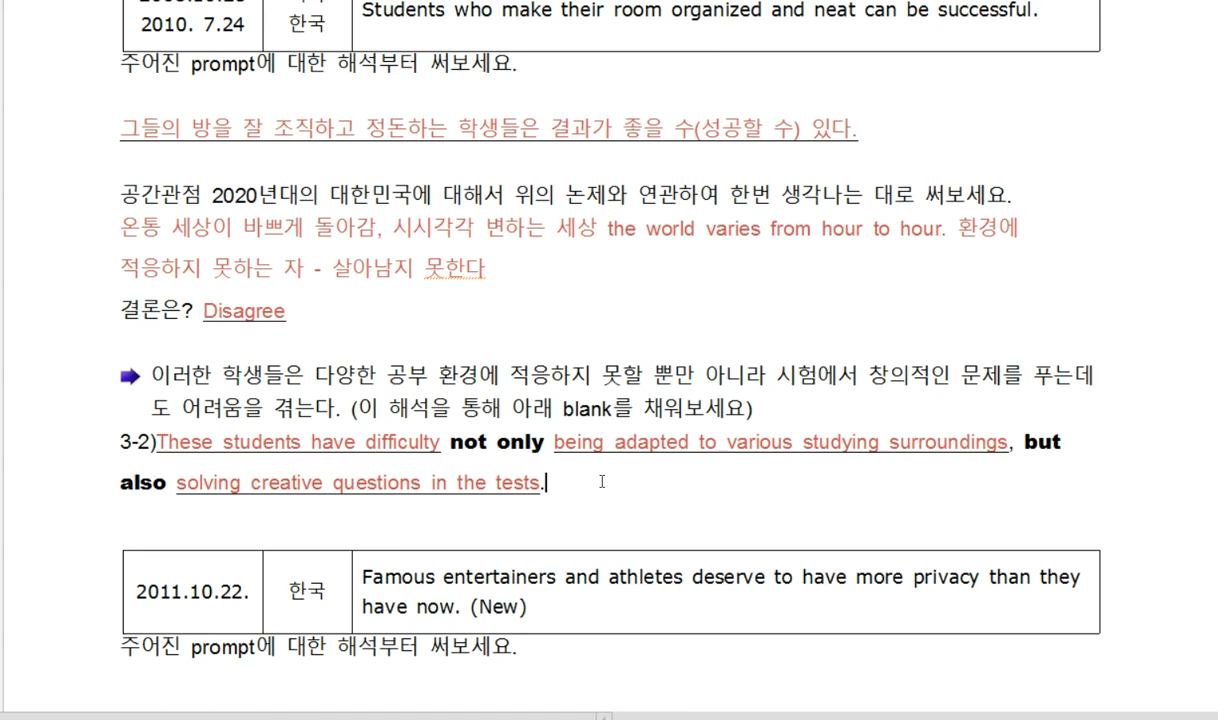 2010. 7.24
한국
Students who make their room organized and neat can be successful.
주어진 prompt에 대한 해석부터 써보세요.
그들의 방을 잘 조직하고 정돈하는 학생들은 결과가 좋을 수(성공할 수) 있다.
공간관점 2020년대의 대한민국에 대해서 위의 논제와 연관하여 한번 생각나는 대로 써보세요.
온통 세상이 바쁘게 돌아감, 시시각각 변하는 세상 the world varies from hour to hour. 환경에
적응하지 못하는 자 - 살아남지 못한다
결론은? Disagree
이러한 학생들은 다양한 공부 환경에 적응하지 못할 뿐만 아니라 시험에서 창의적인 문제를 푸는데
도 어려움을 겪는다. (이 해석을 통해 아래 blank를 채워보세요)
3-2)These students have difficulty not only being adapted to various studying surroundings, but
also solving creative questions in the tests.
2011.10.22.
한국
Famous entertainers and athletes deserve to have more privacy than they
have now. (New)
주어진 prompt에 대한 해석부터 써보세요.